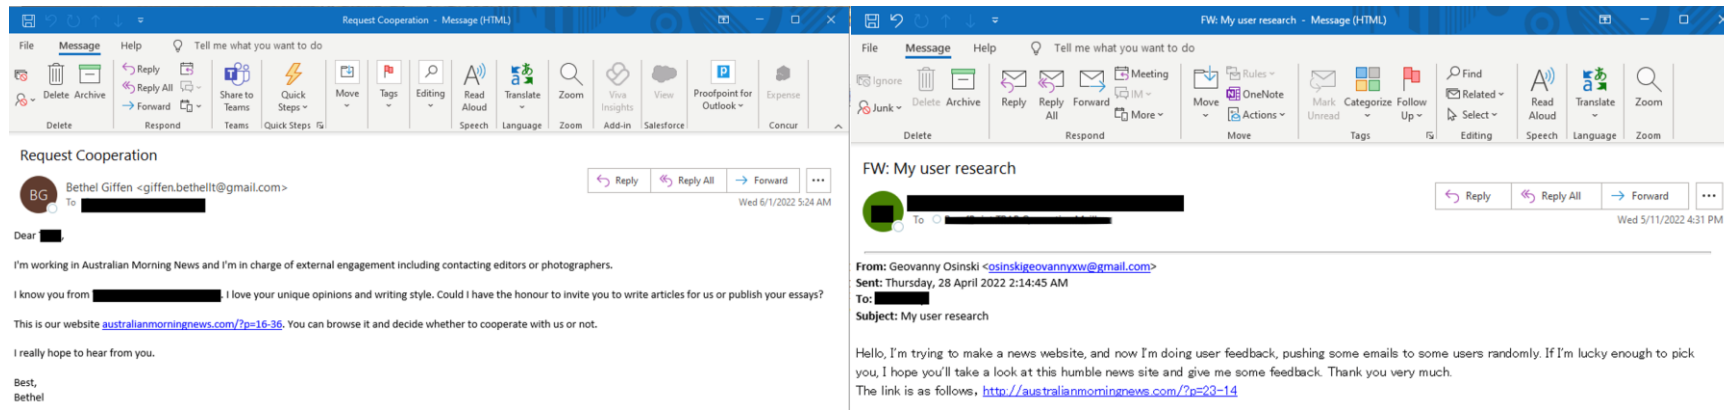 Request Cooperation - Message (HTML)
File Message Help Tell me what you want to do
Delete Archive
Reply
Reply All
Forward
Share to Teams
Quick Steps
Move
Tags
Editing
Read Aloud
Translate
Zoom
Viva Insights
View
Proofpoint for Outlook
Expense
Delete Respond Teams Quick Steps Speech Language Zoom Add-in Salesforce Concur
Request Cooperation
BG
Bethel Giffen <giffen.bethellt@gmail.com>
To
Reply Reply All Forward
Wed 6/1/2022 5:24 AM
Dear ,
I'm working in Australian Morning News and I'm in charge of external engagement including contacting editors or photographers.
I know you from . I love your unique opinions and writing style. Could I have the honour to invite you to write articles for us or publish your essays?
This is our website australianmorningnews.com/?p=16-36. You can browse it and decide whether to cooperate with us or not.
I really hope to hear from you.
Best,
Bethel
FW: My user research - Message (HTML)
File Message Help Tell me what you want to do
Ignore
Junk
Delete Archive
Reply
Reply All
Forward
Meeting
IM
More
Move
Rules
OneNote
Actions
Mark Unread
Categorize
Follow Up
Find
Related
Select
Read Aloud
Translate
Zoom
Delete Respond Move Tags Editing Speech Language Zoom
FW: My user research
To
Reply Reply All Forward
Wed 5/11/2022 4:31 PM
From: Geovanny Osinski <osinskigeovannyxw@gmail.com>
Sent: Thursday, 28 April 2022 2:14:45 AM
To:
Subject: My user research
Hello, I'm trying to make a news website, and now I'm doing user feedback, pushing some emails to some users randomly. If I'm lucky enough to pick
you, I hope you'll take a look at this humble news site and give me some feedback. Thank you very much.
The link is as follows，http://australianmorningnews.com/?p=23-14